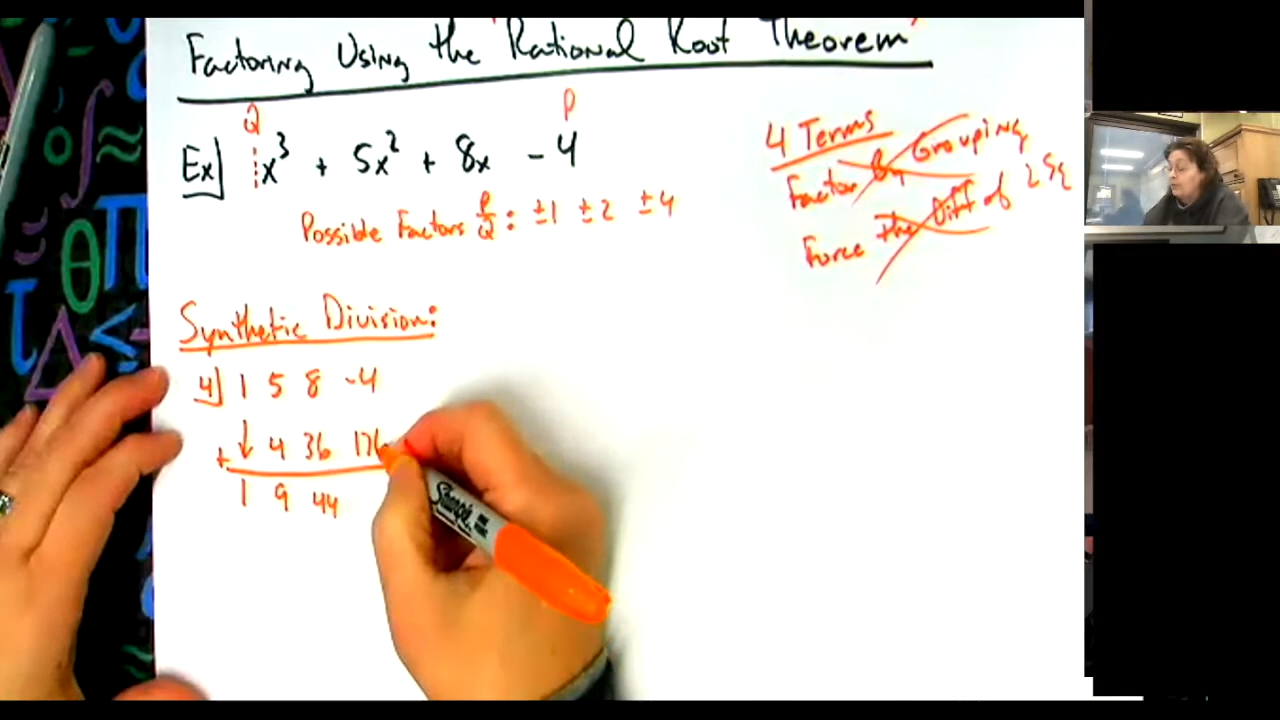 Factoring Using the "Rational Root Theorem"
Q P
Ex] 1x³ + 5x² + 8x - 4
Possible Factors P/Q : ±1 ±2 ±4
4 Terms
Factor By Grouping
Force the Diff of 2 Sq
Synthetic Division:
4] 1 5 8 -4
+ ↓ 4 36 176
1 9 44
Sharpie